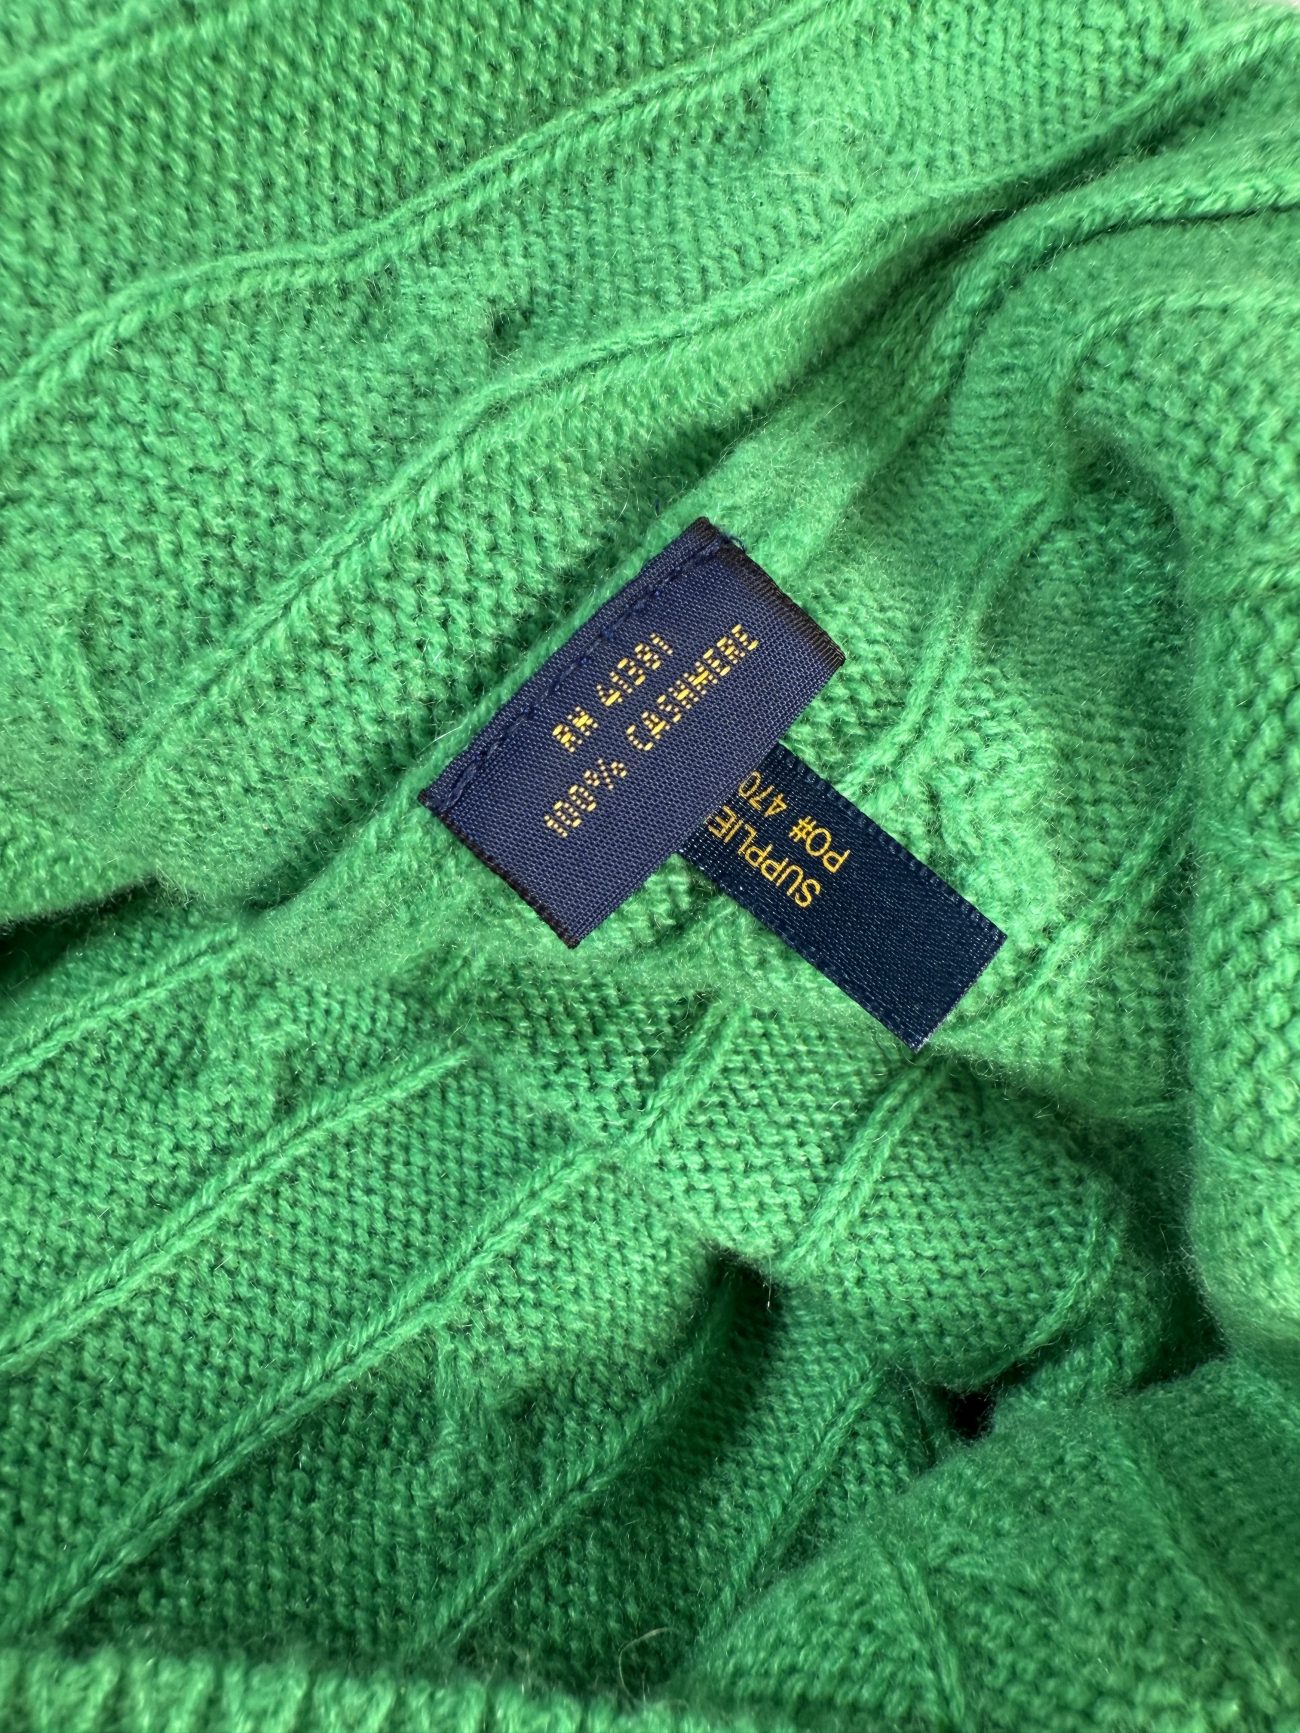 RN 41381
100% CASHMERE
SUPPLIE
PO# 470